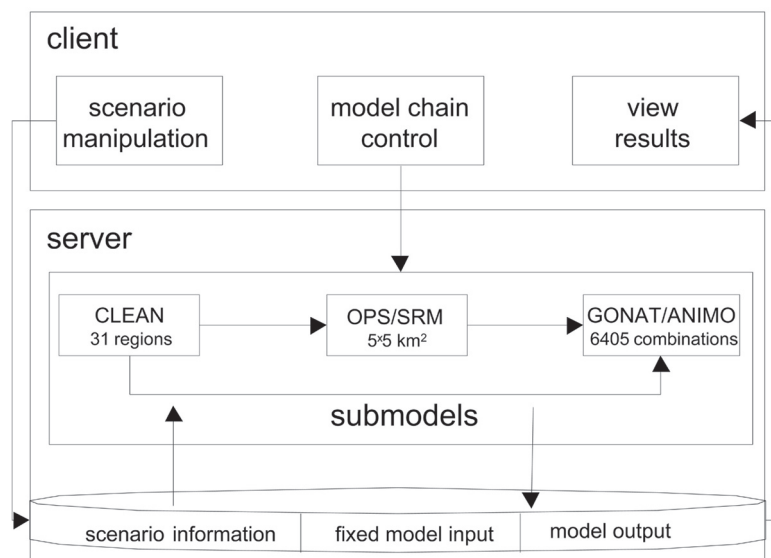 client
scenario
manipulation
model chain
control
view
results
server
CLEAN
31 regions
OPS/SRM
5x5 km²
GONAT/ANIMO
6405 combinations
submodels
scenario information
fixed model input
model output